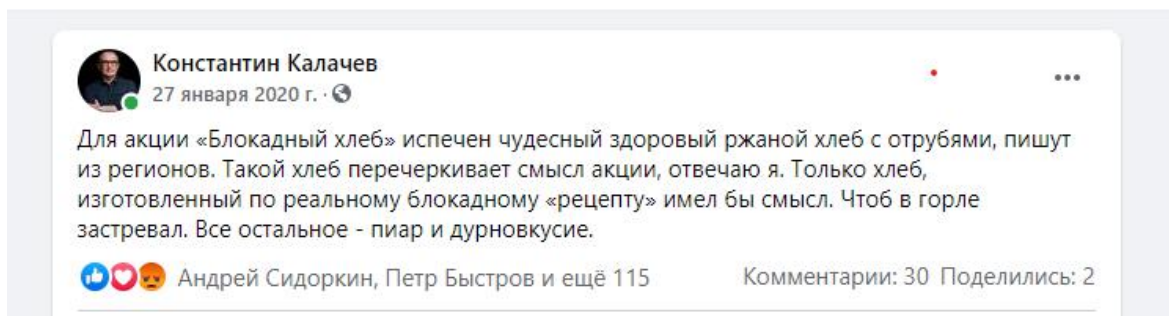 Константин Калачев
27 января 2020 г. ·
Для акции «Блокадный хлеб» испечен чудесный здоровый ржаной хлеб с отрубями, пишут
из регионов. Такой хлеб перечеркивает смысл акции, отвечаю я. Только хлеб,
изготовленный по реальному блокадному «рецепту» имел бы смысл. Чтоб в горле
застревал. Все остальное - пиар и дурновкусие.
Андрей Сидоркин, Петр Быстров и ещё 115 Комментарии: 30 Поделились: 2